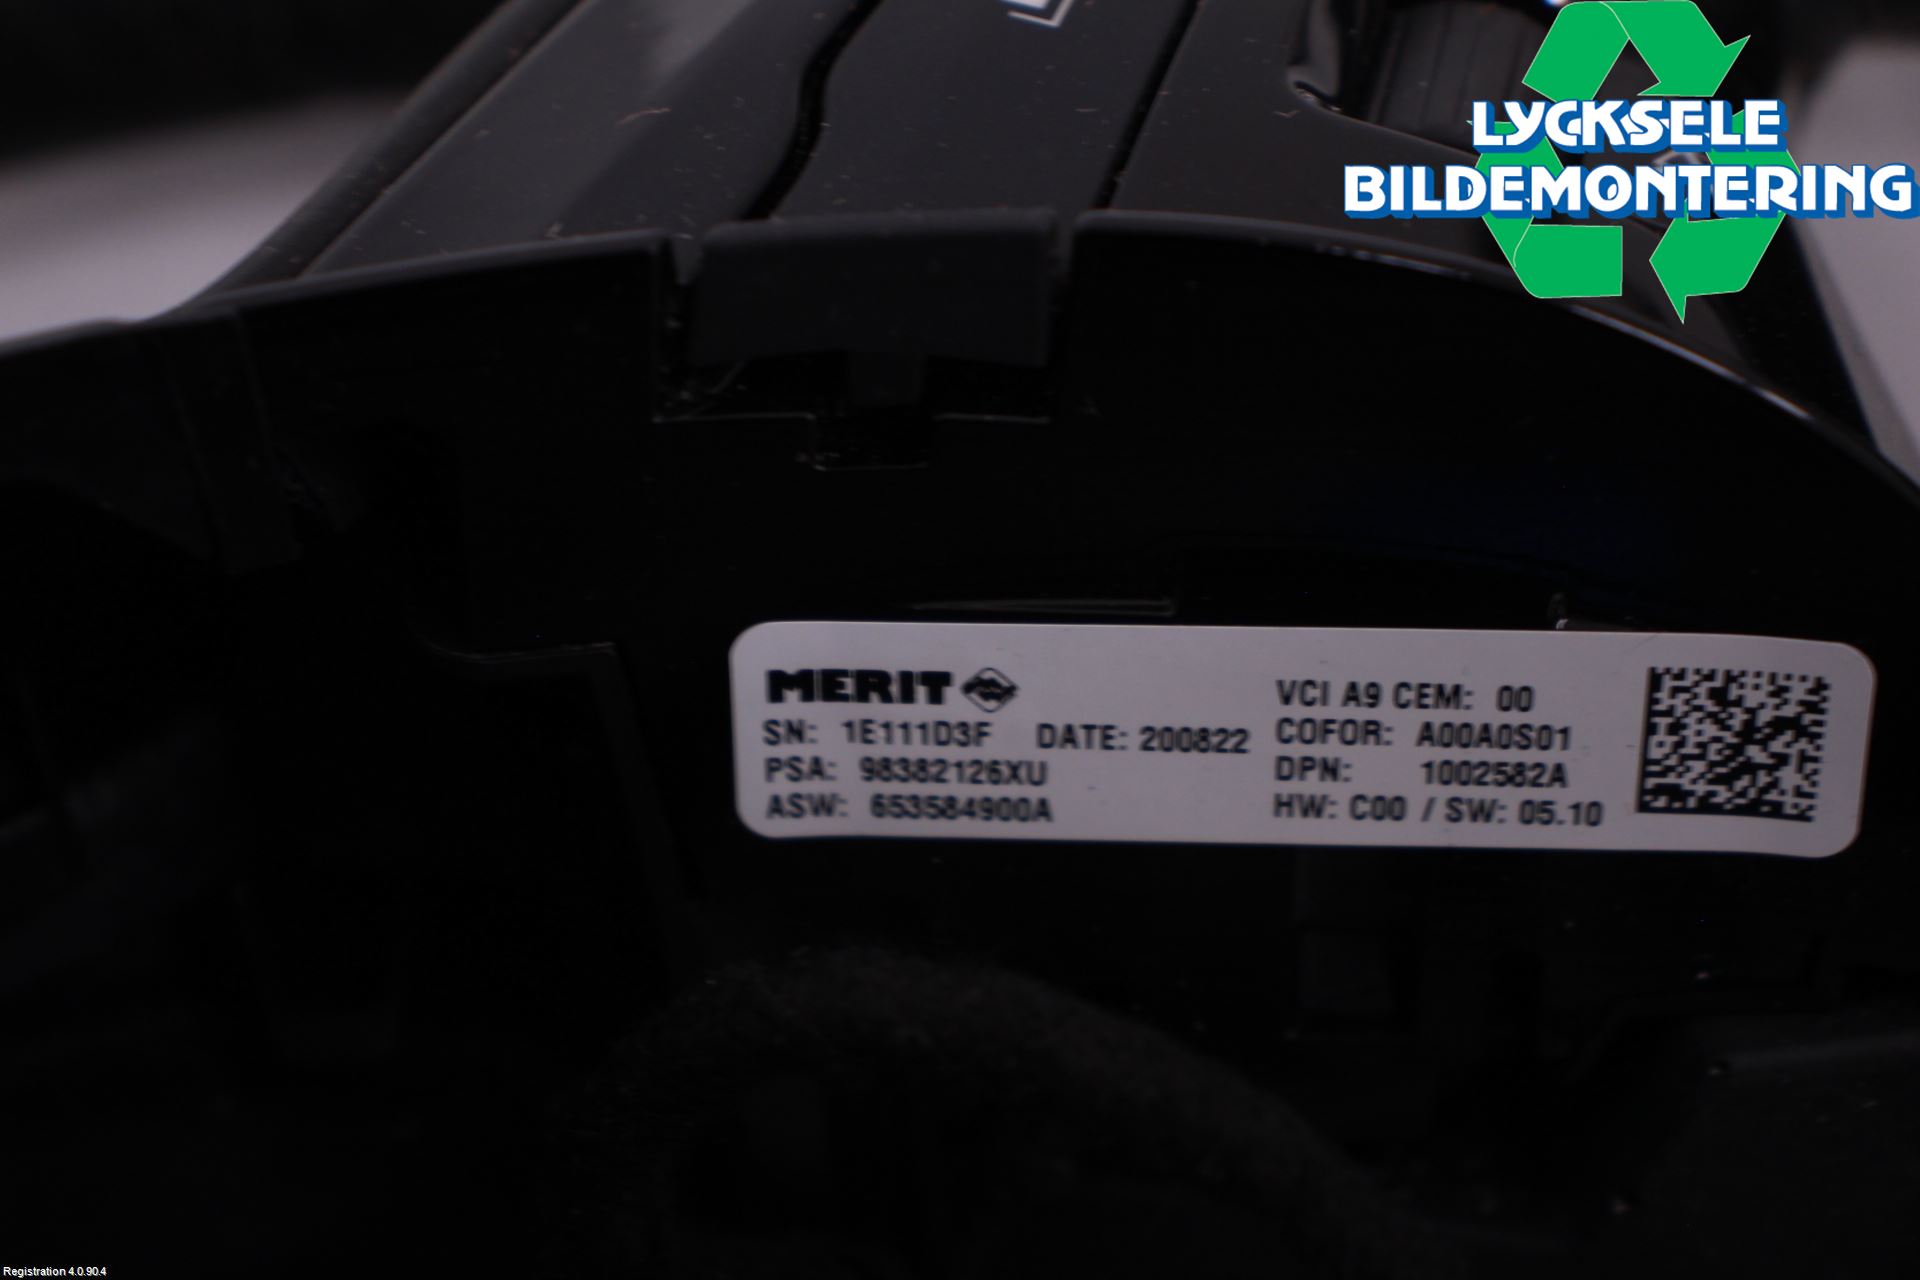 LYCKSELE
BILDEMONTERING
MERIT
SN: 1E111D3F DATE: 200822
PSA: 98382126XU
ASW: 653584900A
VCI A9 CEM: 00
COFOR: A00A0S01
DPN: 1002582A
HW: C00 / SW: 05.10
Registration 4.0.90.4